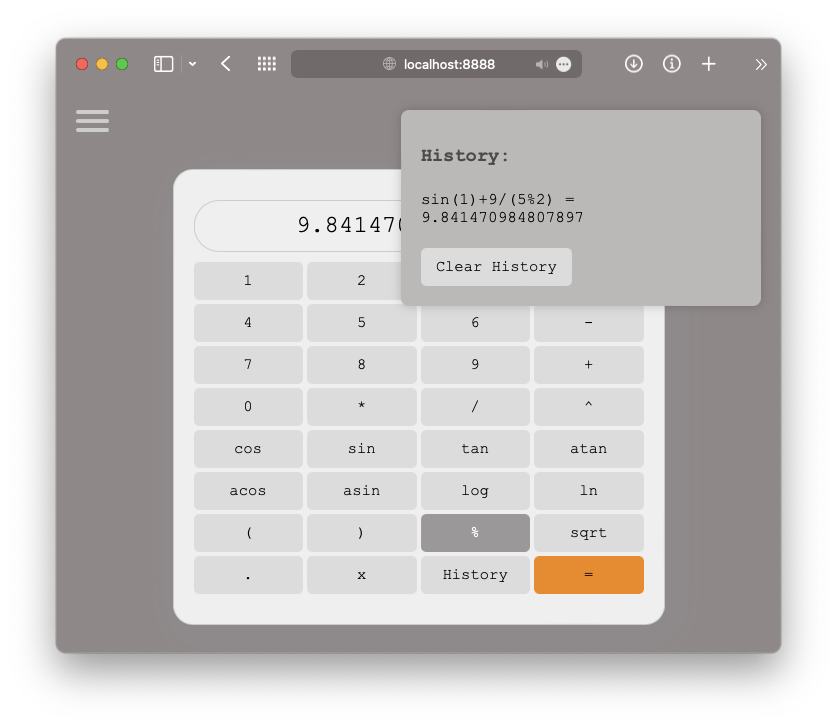 localhost:8888
History:
sin(1)+9/(5%2) =
9.841470984807897
Clear History
9.84147
1 2
4 5 6 -
7 8 9 +
0 * / ^
cos sin tan atan
acos asin log ln
( ) % sqrt
. x History =